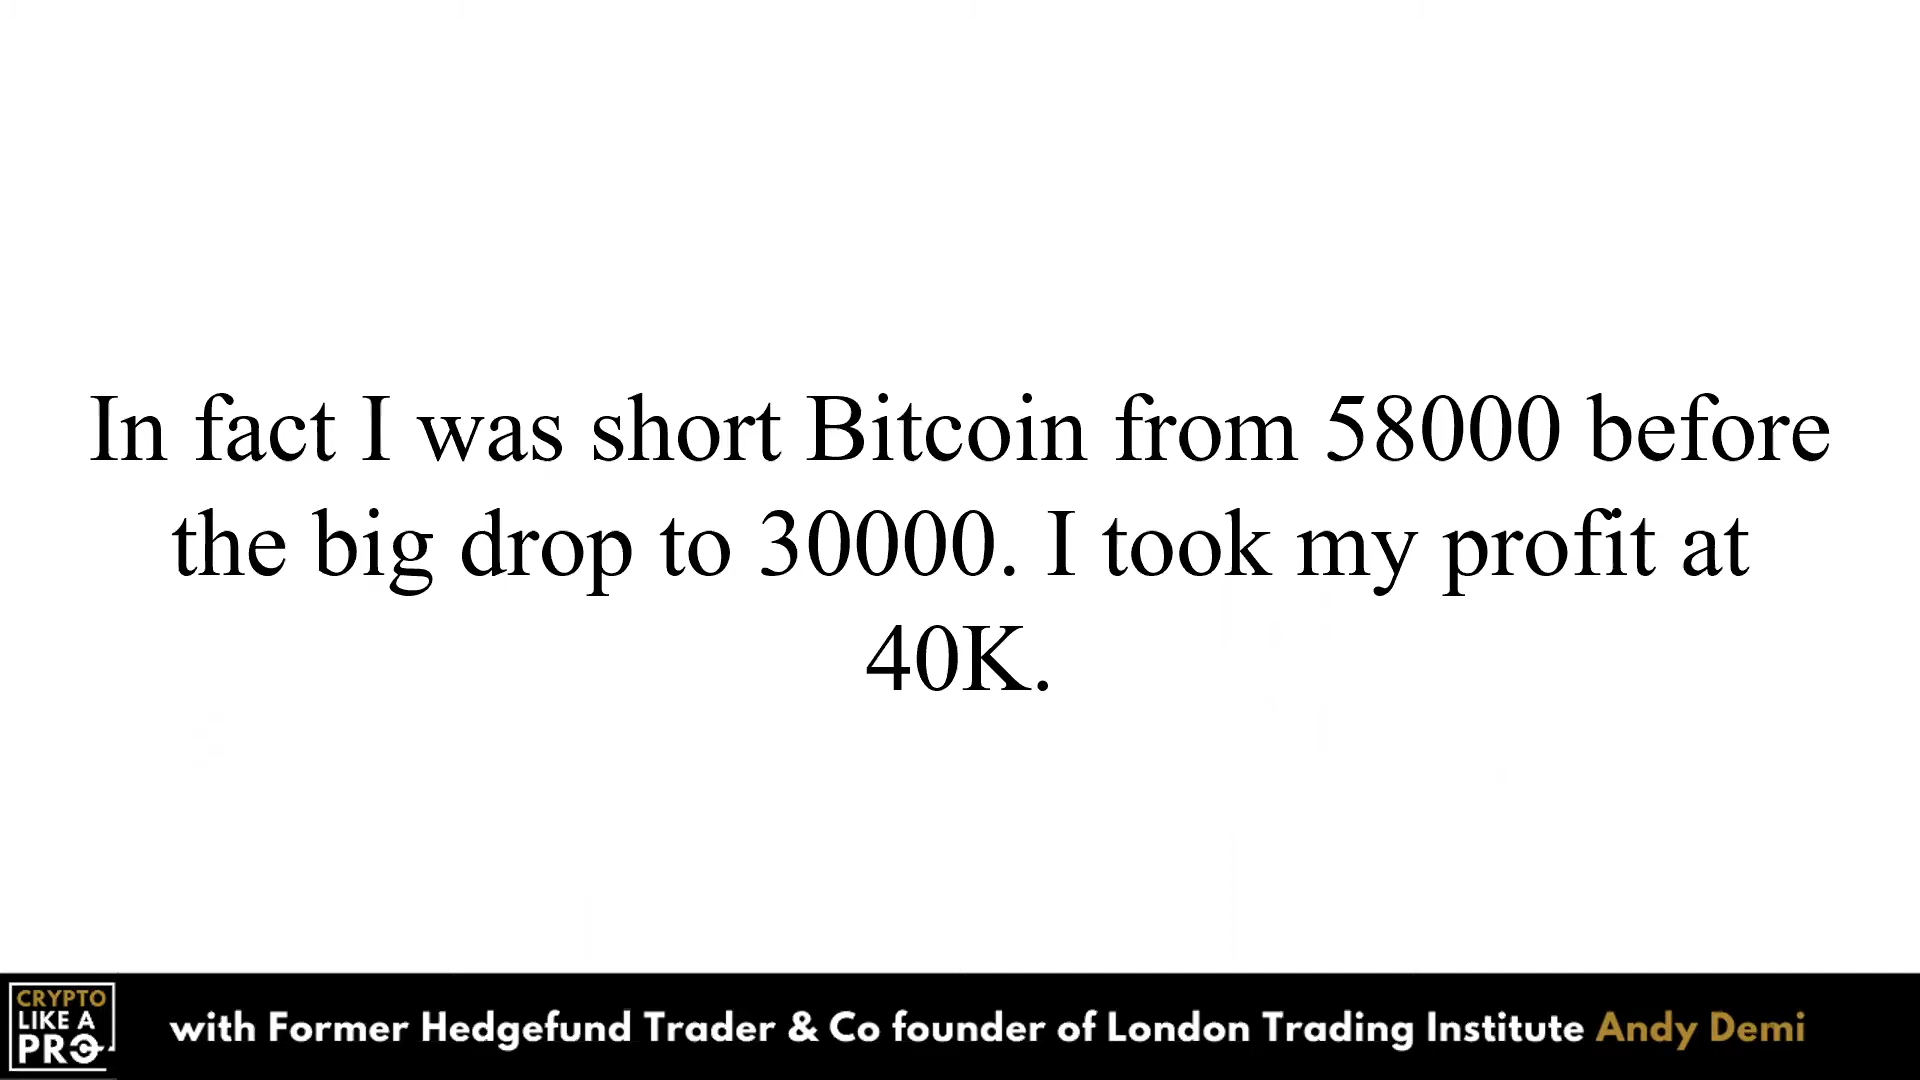 In fact I was short Bitcoin from 58000 before
the big drop to 30000. I took my profit at
40K.
CRYPTO
LIKE A
PRO
with Former Hedgefund Trader & Co founder of London Trading Institute Andy Demi